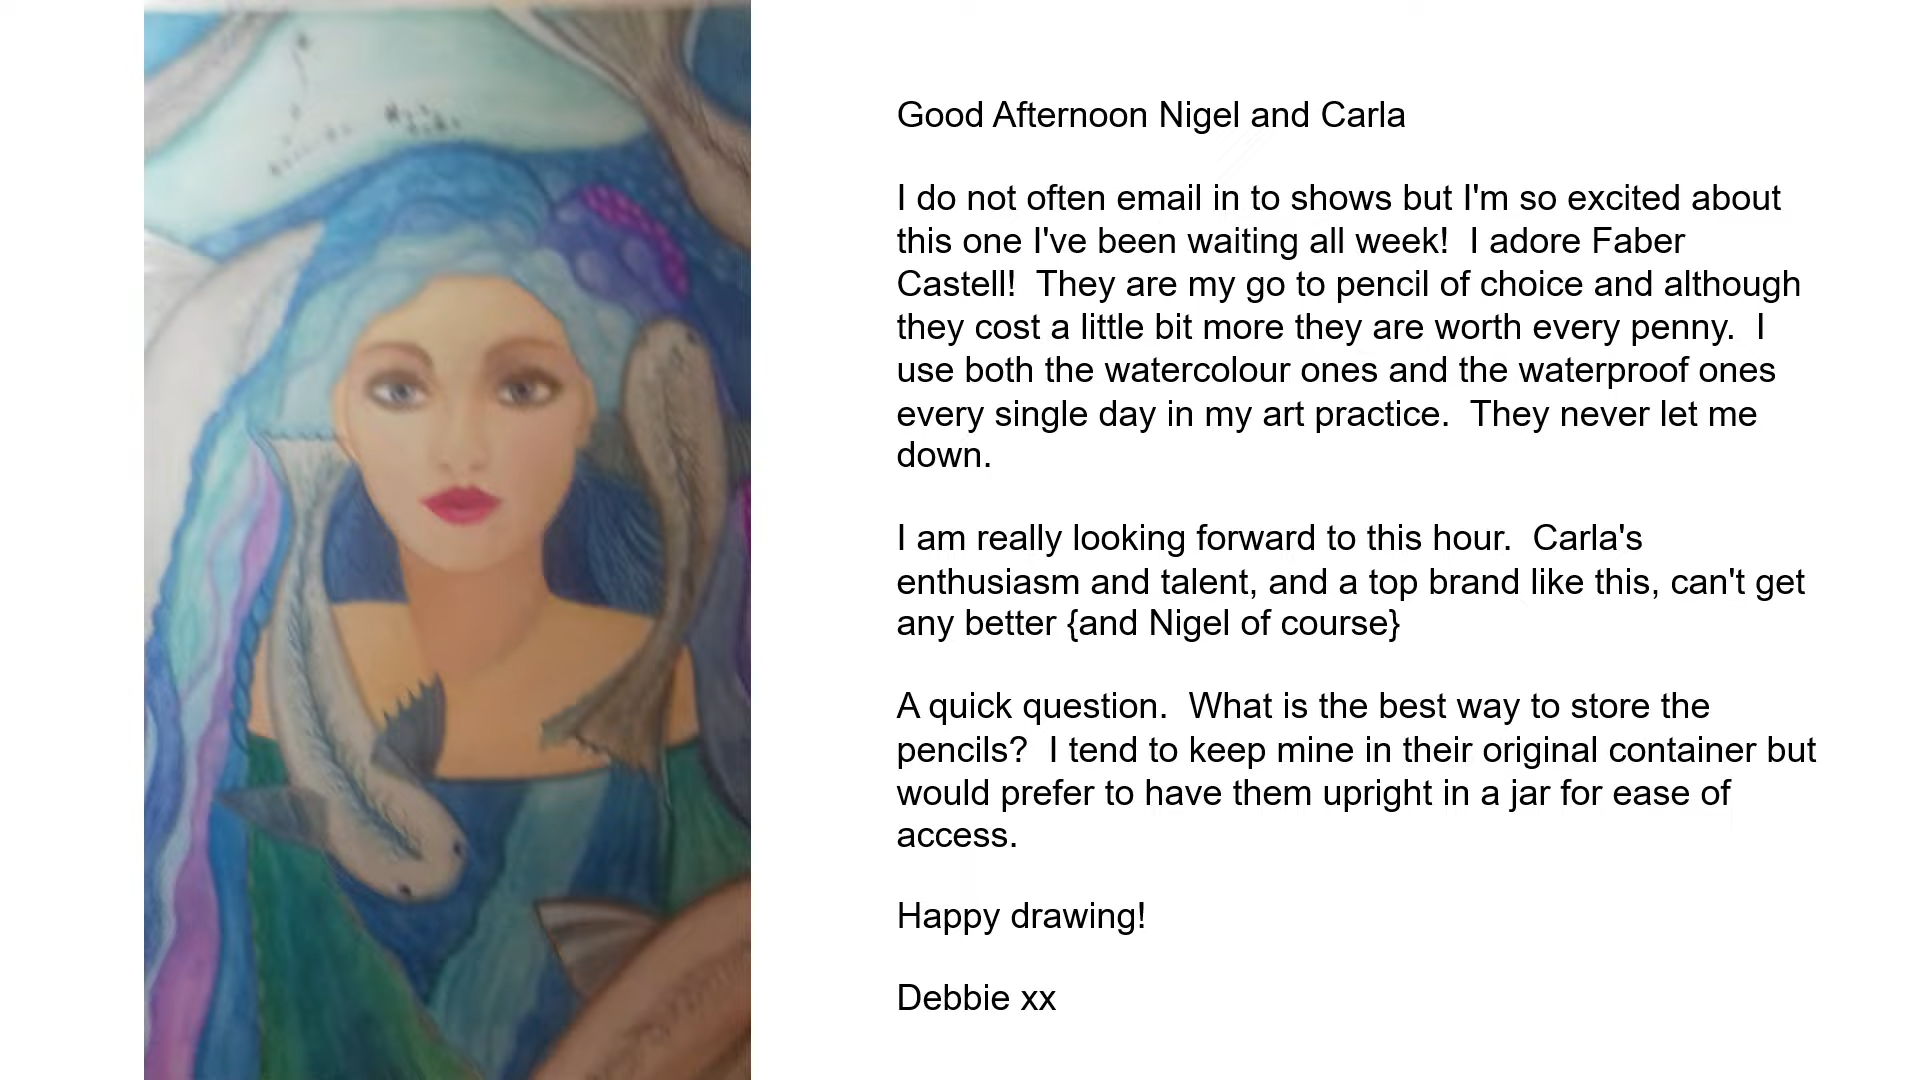 Good Afternoon Nigel and Carla
I do not often email in to shows but I'm so excited about
this one I've been waiting all week!  I adore Faber
Castell!  They are my go to pencil of choice and although
they cost a little bit more they are worth every penny.  I
use both the watercolour ones and the waterproof ones
every single day in my art practice.  They never let me
down.
I am really looking forward to this hour.  Carla's
enthusiasm and talent, and a top brand like this, can't get
any better {and Nigel of course}
A quick question.  What is the best way to store the
pencils?  I tend to keep mine in their original container but
would prefer to have them upright in a jar for ease of
access.
Happy drawing!
Debbie xx